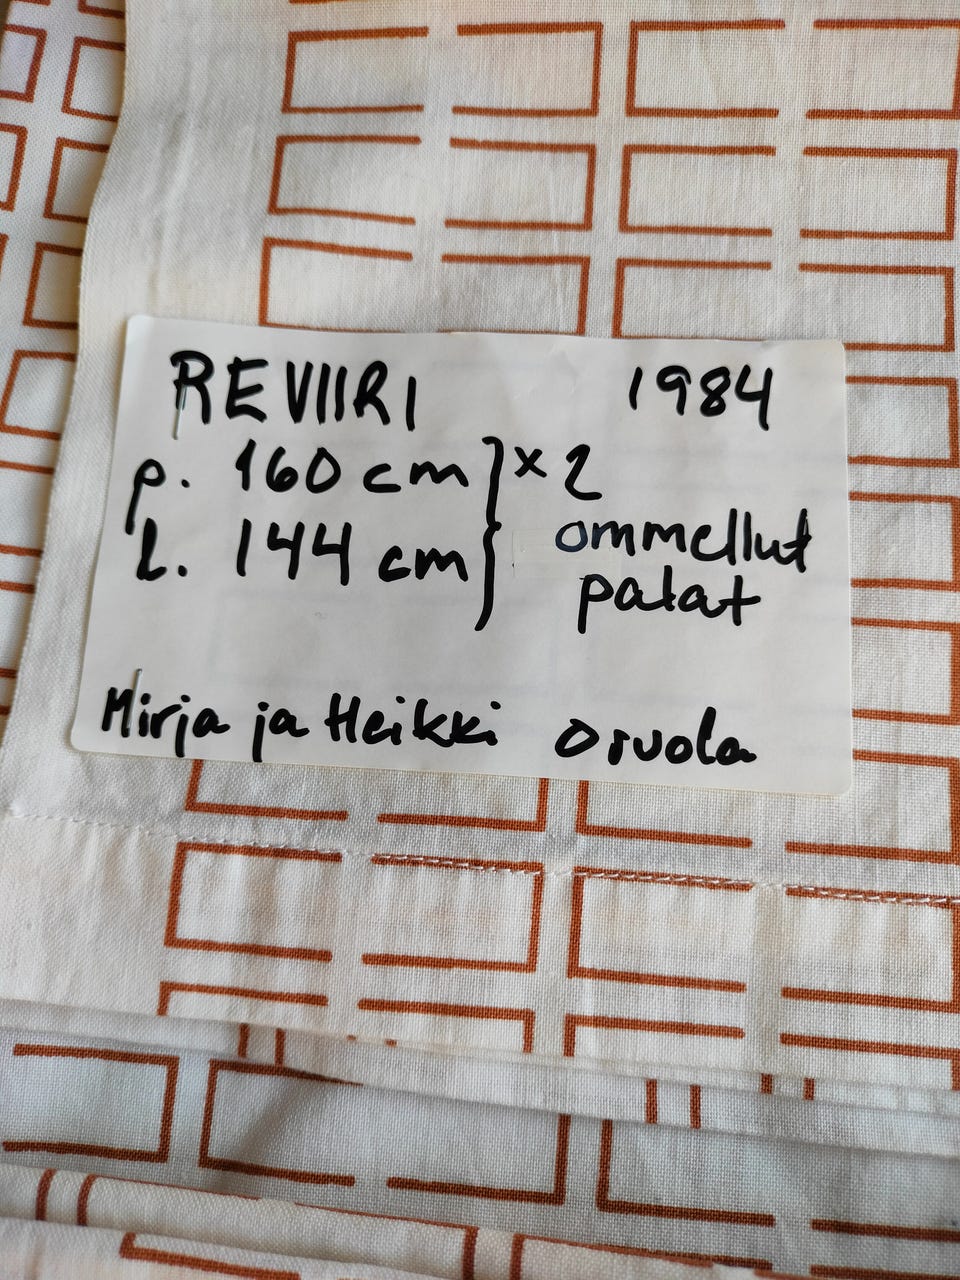 REVIIRI 1984
p. 160 cm } x 2
L. 144 cm
ommellut
palat
Mirja ja Heikki Orvola